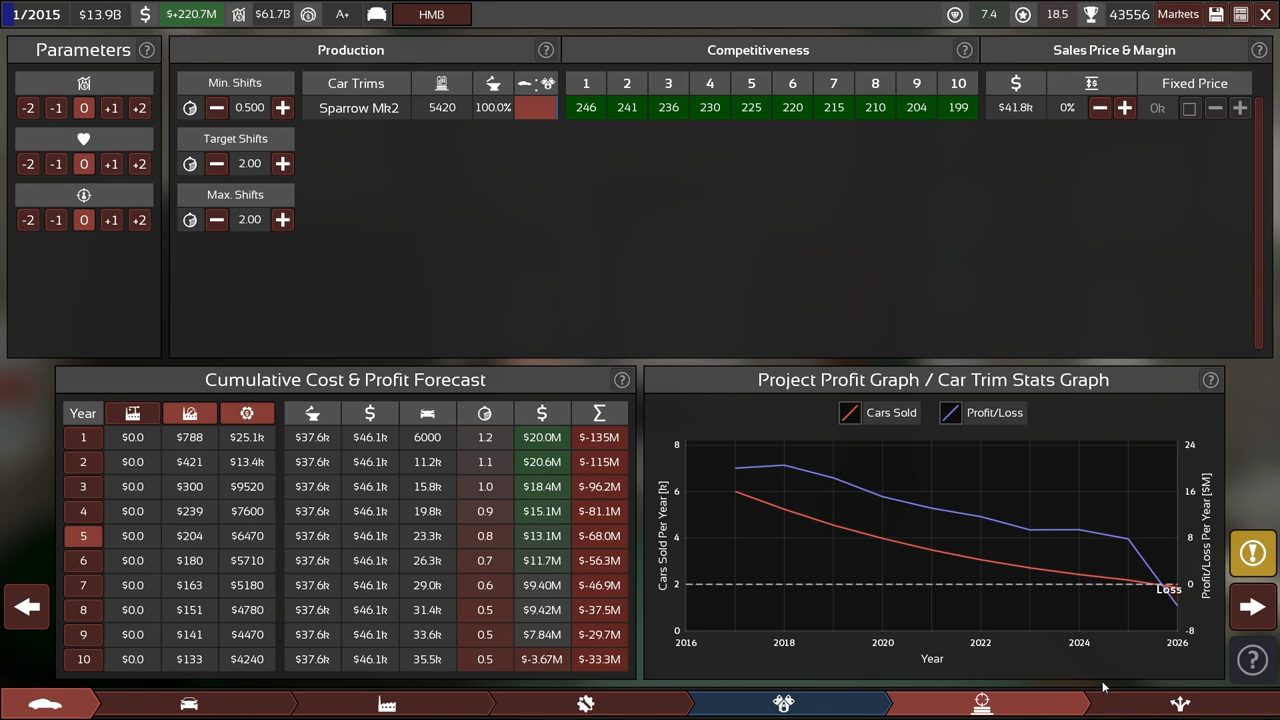 1/2015 $13.9B $+220.7M $61.7B A+ HMB 7.4 18.5 43556 Markets
Parameters ? Production ? Competitiveness ? Sales Price & Margin ?
Min. Shifts Car Trims 1 2 3 4 5 6 7 8 9 10 $ Fixed Price
-2 -1 0 +1 +2 0.500 Sparrow Mk2 5420 100.0% 246 241 236 230 225 220 215 210 204 199 $41.8k 0% 0k
Target Shifts
-2 -1 0 +1 +2 2.00
Max. Shifts
-2 -1 0 +1 +2 2.00
Cumulative Cost & Profit Forecast ?
Year $ $ Σ
1 $0.0 $788 $25.1k $37.6k $46.1k 6000 1.2 $20.0M $-135M
2 $0.0 $421 $13.4k $37.6k $46.1k 11.2k 1.1 $20.6M $-115M
3 $0.0 $300 $9520 $37.6k $46.1k 15.8k 1.0 $18.4M $-96.2M
4 $0.0 $239 $7600 $37.6k $46.1k 19.8k 0.9 $15.1M $-81.1M
5 $0.0 $204 $6470 $37.6k $46.1k 23.3k 0.8 $13.1M $-68.0M
6 $0.0 $180 $5710 $37.6k $46.1k 26.3k 0.7 $11.7M $-56.3M
7 $0.0 $163 $5180 $37.6k $46.1k 29.0k 0.6 $9.40M $-46.9M
8 $0.0 $151 $4780 $37.6k $46.1k 31.4k 0.5 $9.42M $-37.5M
9 $0.0 $141 $4470 $37.6k $46.1k 33.6k 0.5 $7.84M $-29.7M
10 $0.0 $133 $4240 $37.6k $46.1k 35.5k 0.5 $-3.67M $-33.3M
Project Profit Graph / Car Trim Stats Graph ?
Cars Sold Profit/Loss
Cars Sold Per Year [k]
8
6
4
2
0
24
16
8
0
-8
Profit/Loss Per Year [$M]
Loss
2016 2018 2020 2022 2024 2026
Year
?